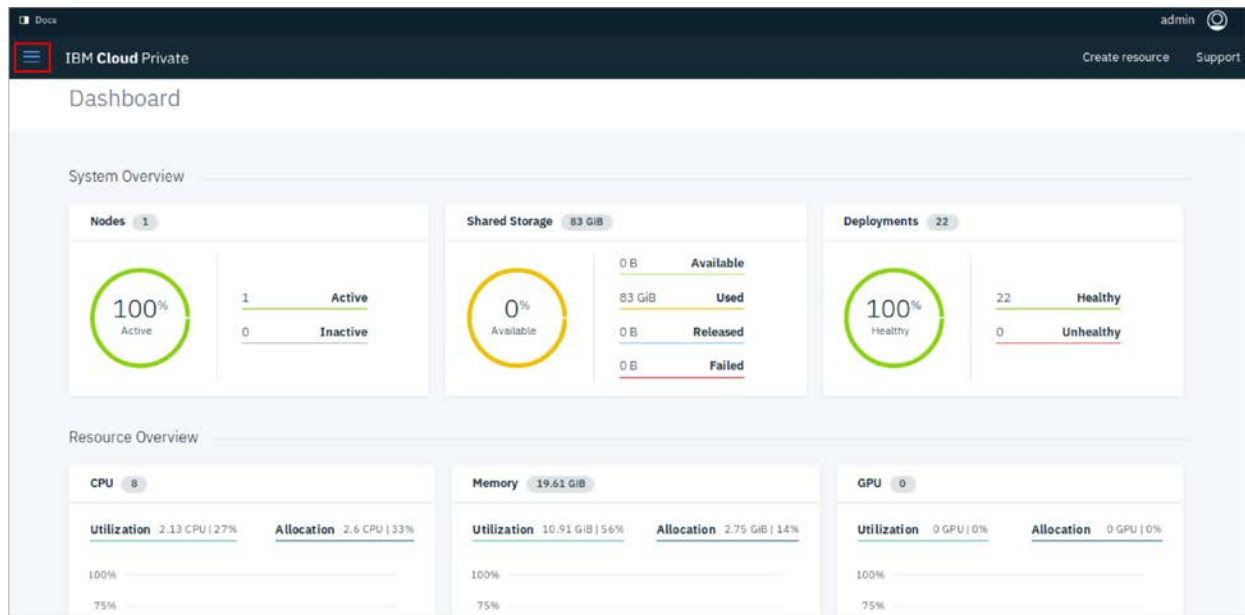 Docs admin
IBM Cloud Private Create resource Support
Dashboard
System Overview
Nodes 1
100%
Active
1 Active
0 Inactive
Shared Storage 83 GiB
0%
Available
0 B Available
83 GiB Used
0 B Released
0 B Failed
Deployments 22
100%
Healthy
22 Healthy
0 Unhealthy
Resource Overview
CPU 8
Utilization 2.13 CPU | 27% Allocation 2.6 CPU | 33%
100%
75%
Memory 19.61 GiB
Utilization 10.91 GiB | 56% Allocation 2.75 GiB | 14%
100%
75%
GPU 0
Utilization 0 GPU | 0% Allocation 0 GPU | 0%
100%
75%